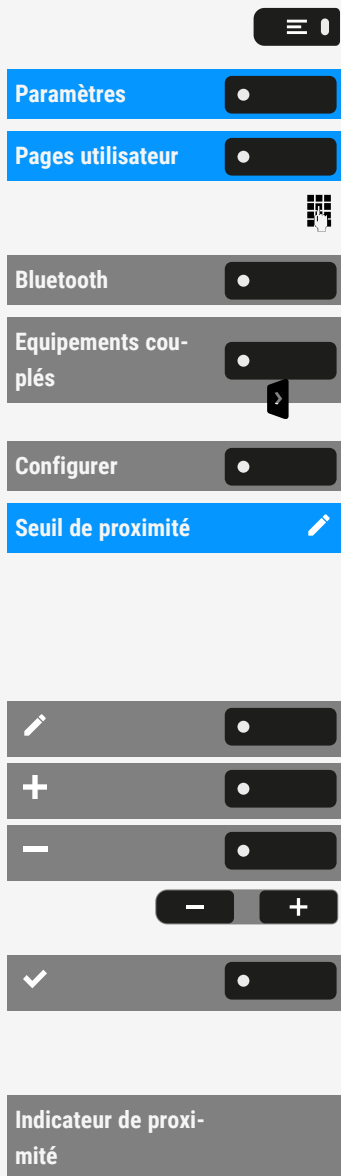 Paramètres
Pages utilisateur
Bluetooth
Equipements cou-
plés
Configurer
Seuil de proximité
Indicateur de proxi-
mité